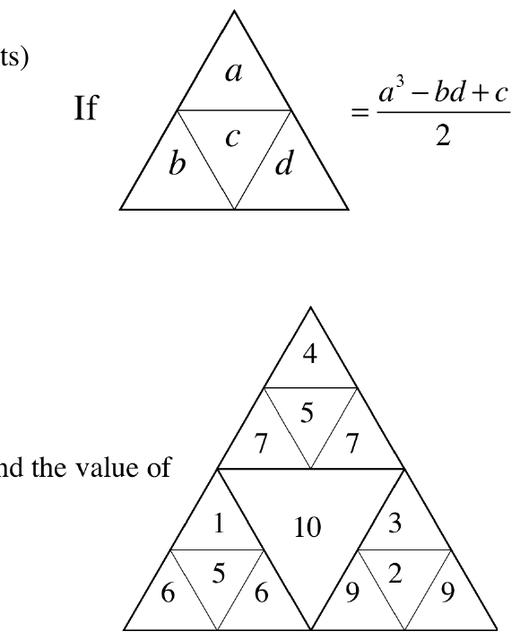 ts)
a
If
= a³ − bd + c / 2
c
b d
4
5
7 7
nd the value of
1 10 3
5 2
6 6 9 9